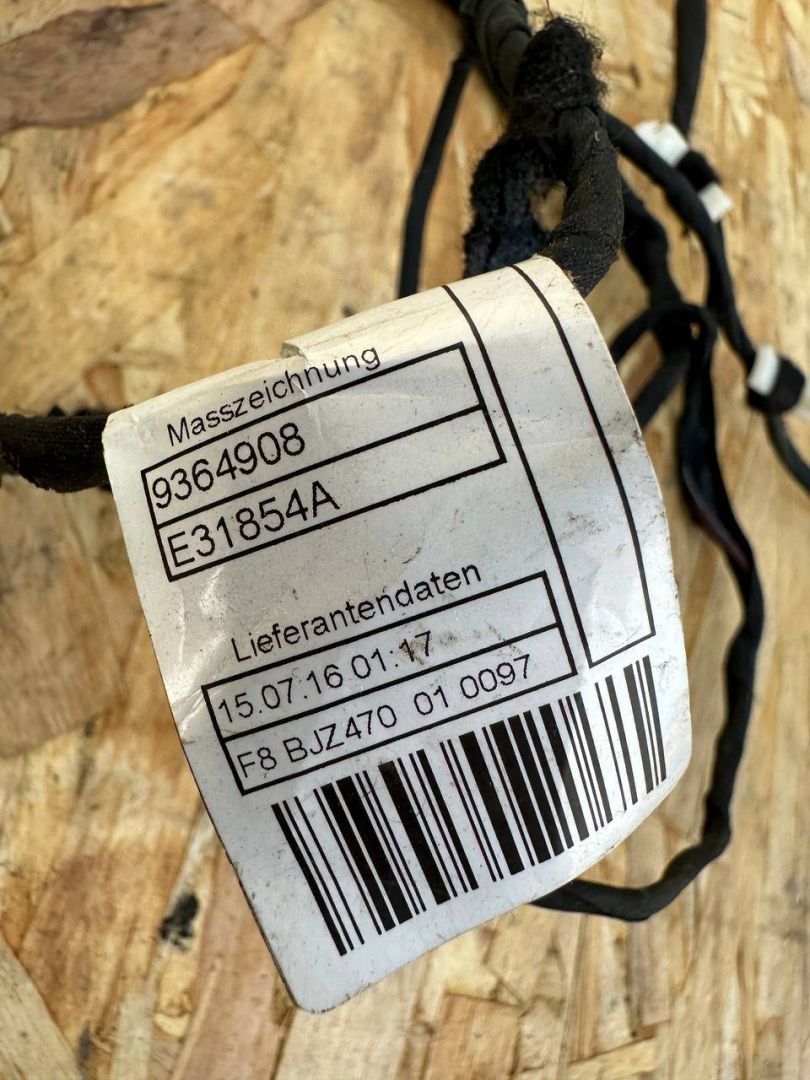 Masszeichnung
9364908
E31854A
Lieferantendaten
15.07.16 01:17
F8 BJZ470 01 0097